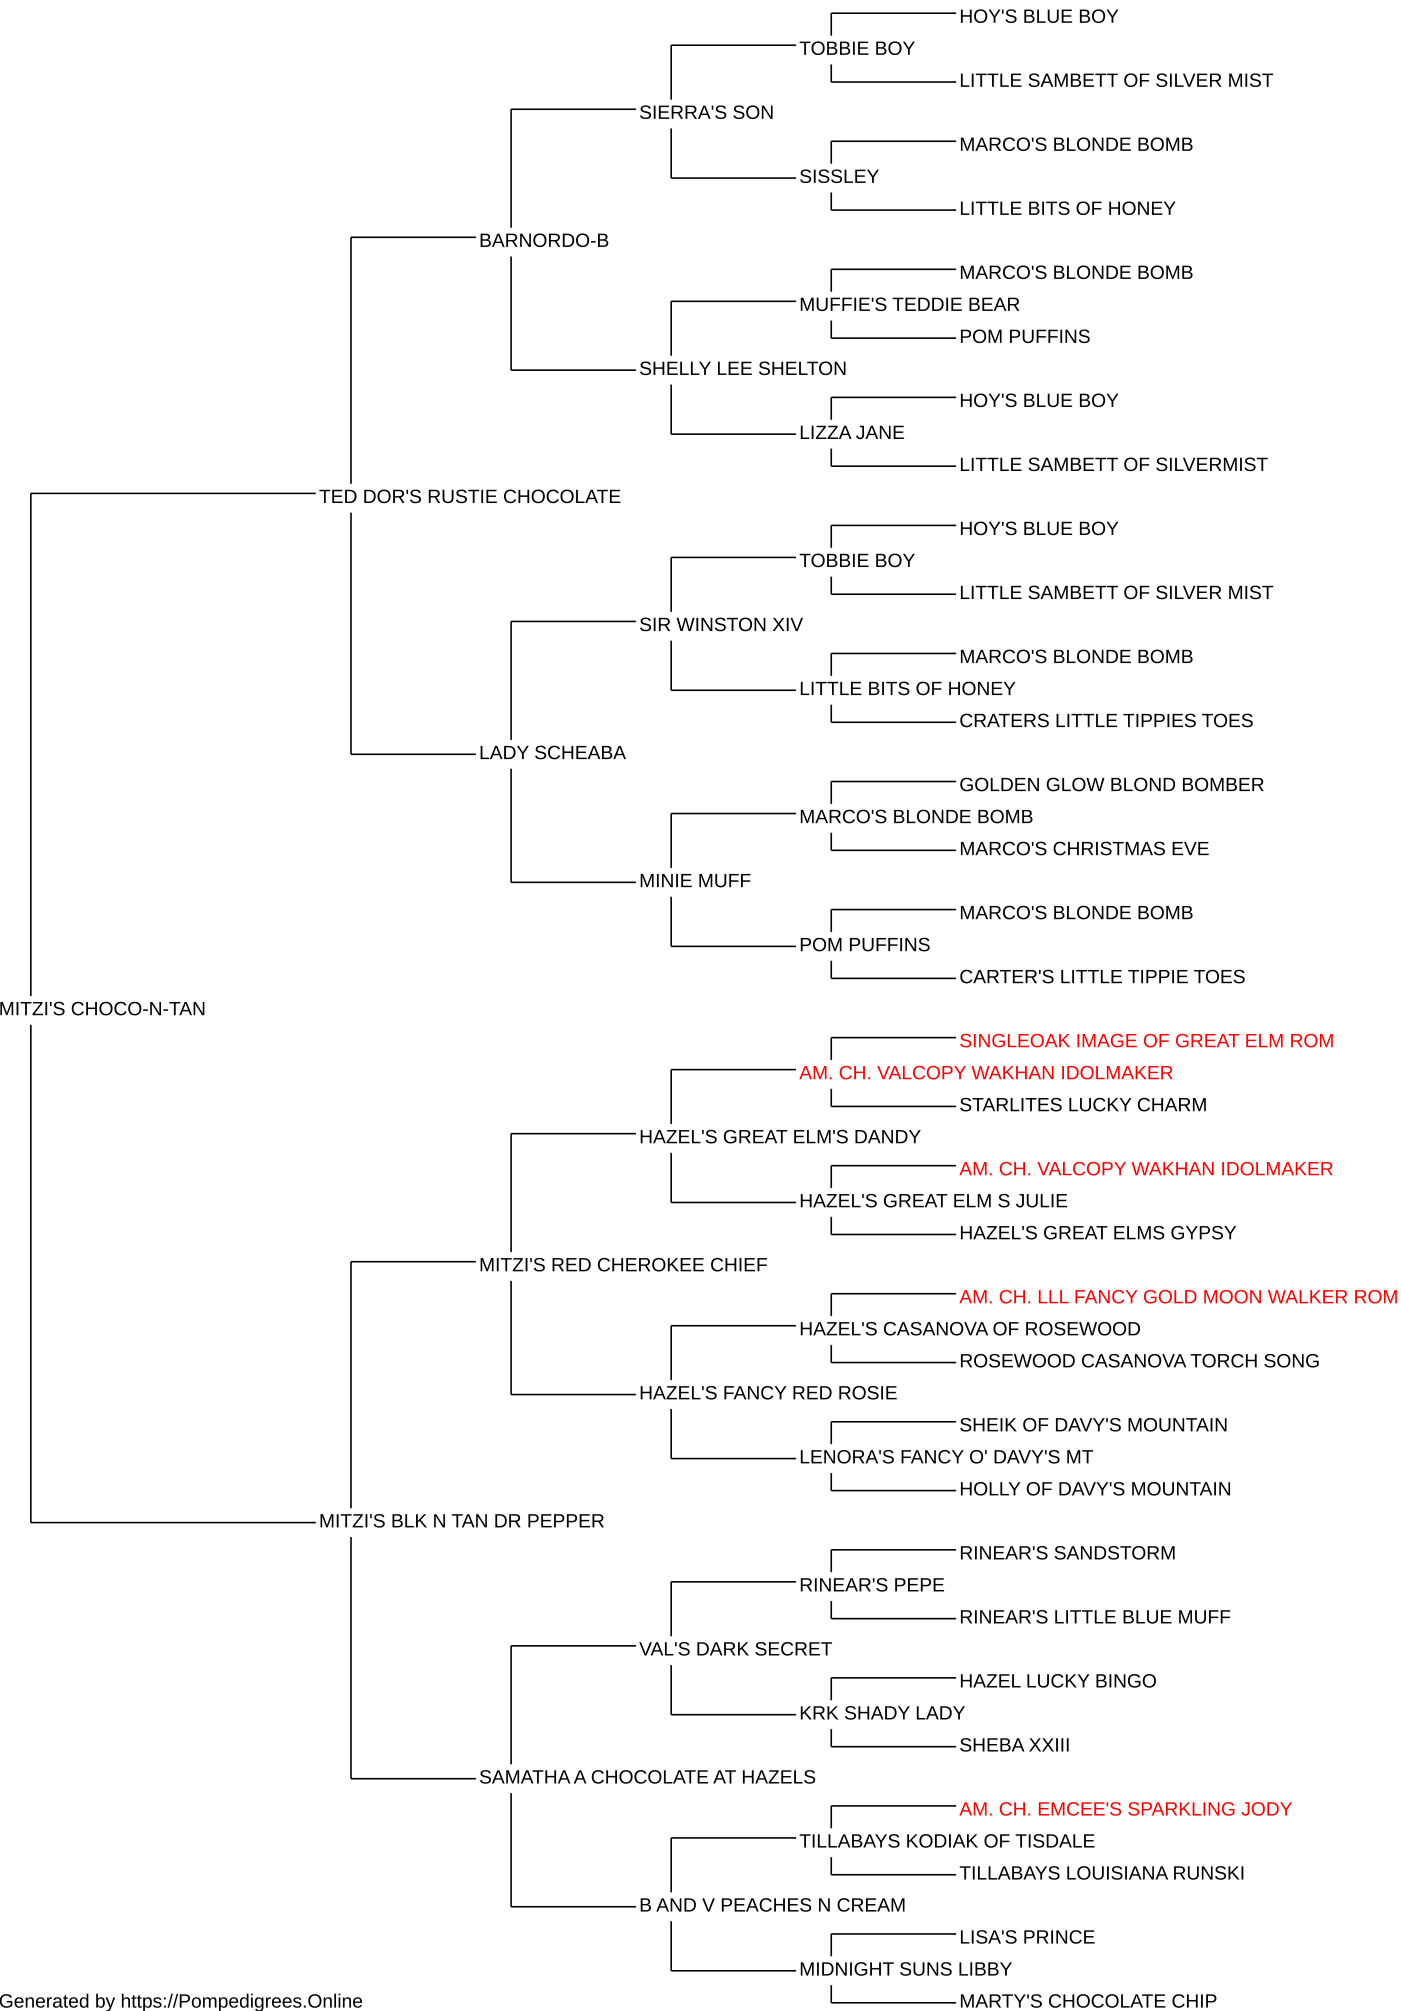 HOY'S BLUE BOY
TOBBIE BOY
LITTLE SAMBETT OF SILVER MIST
SIERRA'S SON
MARCO'S BLONDE BOMB
SISSLEY
LITTLE BITS OF HONEY
BARNORDO-B
MARCO'S BLONDE BOMB
MUFFIE'S TEDDIE BEAR
POM PUFFINS
SHELLY LEE SHELTON
HOY'S BLUE BOY
LIZZA JANE
LITTLE SAMBETT OF SILVERMIST
TED DOR'S RUSTIE CHOCOLATE
HOY'S BLUE BOY
TOBBIE BOY
LITTLE SAMBETT OF SILVER MIST
SIR WINSTON XIV
MARCO'S BLONDE BOMB
LITTLE BITS OF HONEY
CRATERS LITTLE TIPPIES TOES
LADY SCHEABA
GOLDEN GLOW BLOND BOMBER
MARCO'S BLONDE BOMB
MARCO'S CHRISTMAS EVE
MINIE MUFF
MARCO'S BLONDE BOMB
POM PUFFINS
CARTER'S LITTLE TIPPIE TOES
MITZI'S CHOCO-N-TAN
SINGLEOAK IMAGE OF GREAT ELM ROM
AM. CH. VALCOPY WAKHAN IDOLMAKER
STARLITES LUCKY CHARM
HAZEL'S GREAT ELM'S DANDY
AM. CH. VALCOPY WAKHAN IDOLMAKER
HAZEL'S GREAT ELM S JULIE
HAZEL'S GREAT ELMS GYPSY
MITZI'S RED CHEROKEE CHIEF
AM. CH. LLL FANCY GOLD MOON WALKER ROM
HAZEL'S CASANOVA OF ROSEWOOD
ROSEWOOD CASANOVA TORCH SONG
HAZEL'S FANCY RED ROSIE
SHEIK OF DAVY'S MOUNTAIN
LENORA'S FANCY O' DAVY'S MT
HOLLY OF DAVY'S MOUNTAIN
MITZI'S BLK N TAN DR PEPPER
RINEAR'S SANDSTORM
RINEAR'S PEPE
RINEAR'S LITTLE BLUE MUFF
VAL'S DARK SECRET
HAZEL LUCKY BINGO
KRK SHADY LADY
SHEBA XXIII
SAMATHA A CHOCOLATE AT HAZELS
AM. CH. EMCEE'S SPARKLING JODY
TILLABAYS KODIAK OF TISDALE
TILLABAYS LOUISIANA RUNSKI
B AND V PEACHES N CREAM
LISA'S PRINCE
MIDNIGHT SUNS LIBBY
MARTY'S CHOCOLATE CHIP
Generated by https://Pompedigrees.Online